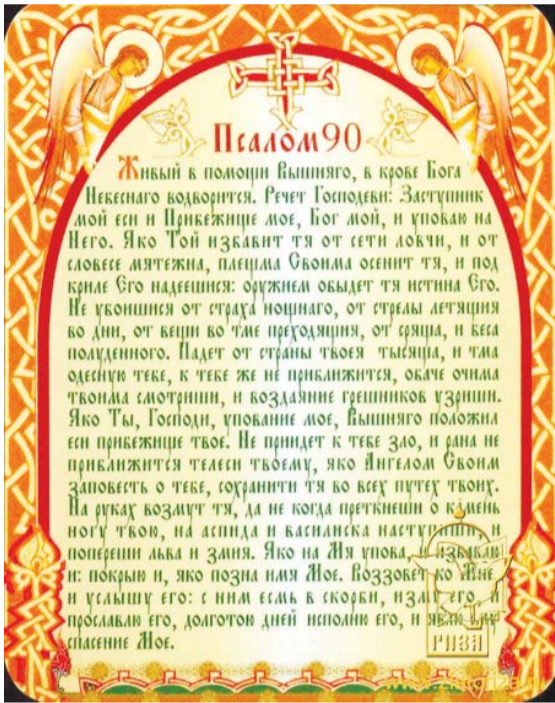 Псалом 90
Живый в помощи Вышняго, в крове Бога
Небеснаго водворится. Речет Господеви: Заступник
мой еси и Прибежище мое, Бог мой, и уповаю на
Него. Яко Той избавит тя от сети ловчи, и от
словесе мятежна, плещма Своима осенит тя, и под
криле Его надеешися: оружием обыдет тя истина Его.
Не убоишися от страха нощнаго, от стрелы летящия
во дни, от вещи во тме преходящия, от сряща, и беса
полуденного. Падет от страны твоея тысяща, и тма
одесную тебе, к тебе же не приближится, обаче очима
твоима смотриши, и воздаяние грешников узриши.
Яко Ты, Господи, упование мое, Вышняго положил
еси прибежище твое. Не приидет к тебе зло, и рана не
приближится телеси твоему, яко Ангелом Своим
заповесть о тебе, сохранити тя во всех путех твоих.
На руках возмут тя, да не когда преткнеши о камень
ногу твою, на аспида и василиска наступиши, и
попереши льва и змия. Яко на Мя упова, и избавлю
и: покрыю и, яко позна имя Мое. Воззовет ко Мне
и услышу его: с ним есмь в скорби, изму его, и
прославлю его, долготою дней исполню его, и явлю ему
спасение Мое.
РИЗА